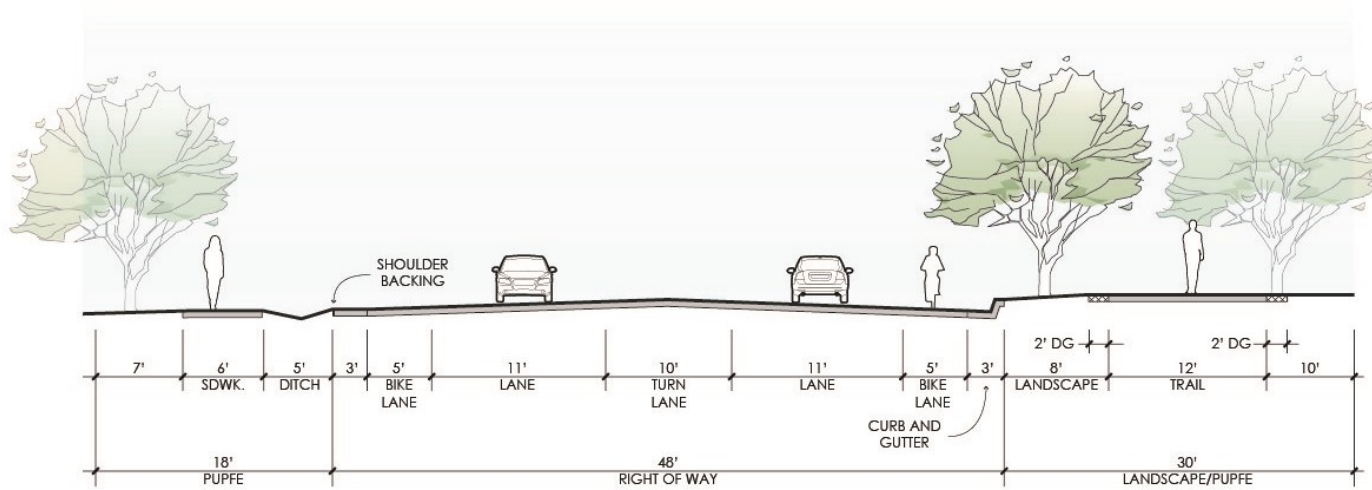 SHOULDER
BACKING
2' DG
2' DG
7'
6'
SDWK.
5'
DITCH
3'
5'
BIKE
LANE
11'
LANE
10'
TURN
LANE
11'
LANE
5'
BIKE
LANE
3'
8'
LANDSCAPE
12'
TRAIL
10'
CURB AND
GUTTER
18'
PUPFE
48'
RIGHT OF WAY
30'
LANDSCAPE/PUPFE